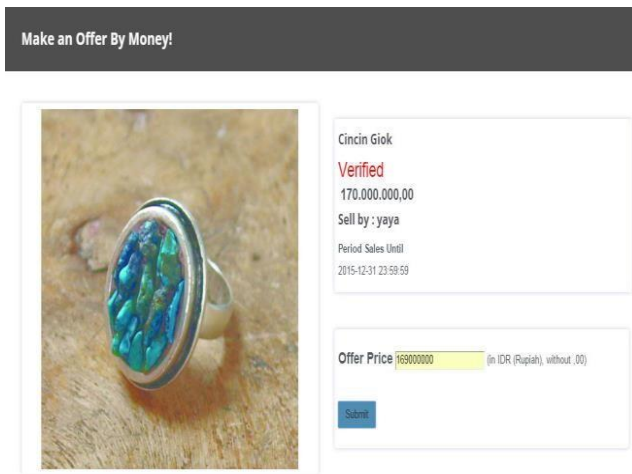 Make an Offer By Money!
Cincin Giok
Verified
170.000.000,00
Sell by : yaya
Period Sales Until
2015-12-31 23:59:59
Offer Price 169000000 (in IDR (Rupiah), without ,00)
Submit